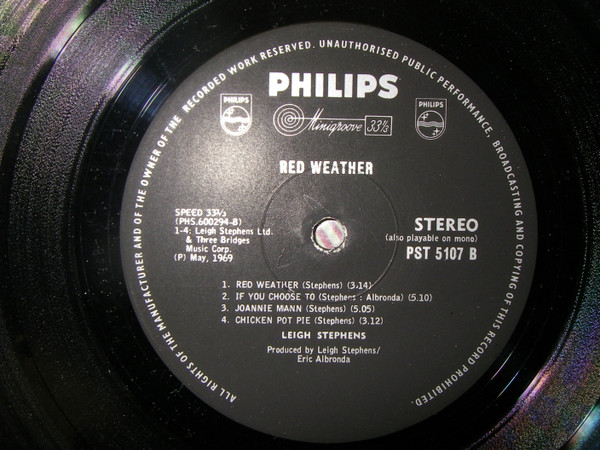 ALL RIGHTS OF THE MANUFACTURER AND OF THE OWNER OF THE RECORDED WORK RESERVED. UNAUTHORISED PUBLIC PERFORMANCE, BROADCASTING AND COPYING OF THIS RECORD PROHIBITED.
PHILIPS
PHILIPS
Minigroove 33⅓
PHILIPS
RED WEATHER
SPEED 33⅓
(PHS.600294-B)
1-4: Leigh Stephens Ltd.
& Three Bridges
Music Corp.
(P) May, 1969
STEREO
(also playable on mono)
PST 5107 B
1. RED WEATHER (Stephens) (3.14)
2. IF YOU CHOOSE TO (Stephens : Albronda) (5.10)
3. JOANNIE MANN (Stephens) (5.05)
4. CHICKEN POT PIE (Stephens) (3.12)
LEIGH STEPHENS
Produced by Leigh Stephens/
Eric Albronda